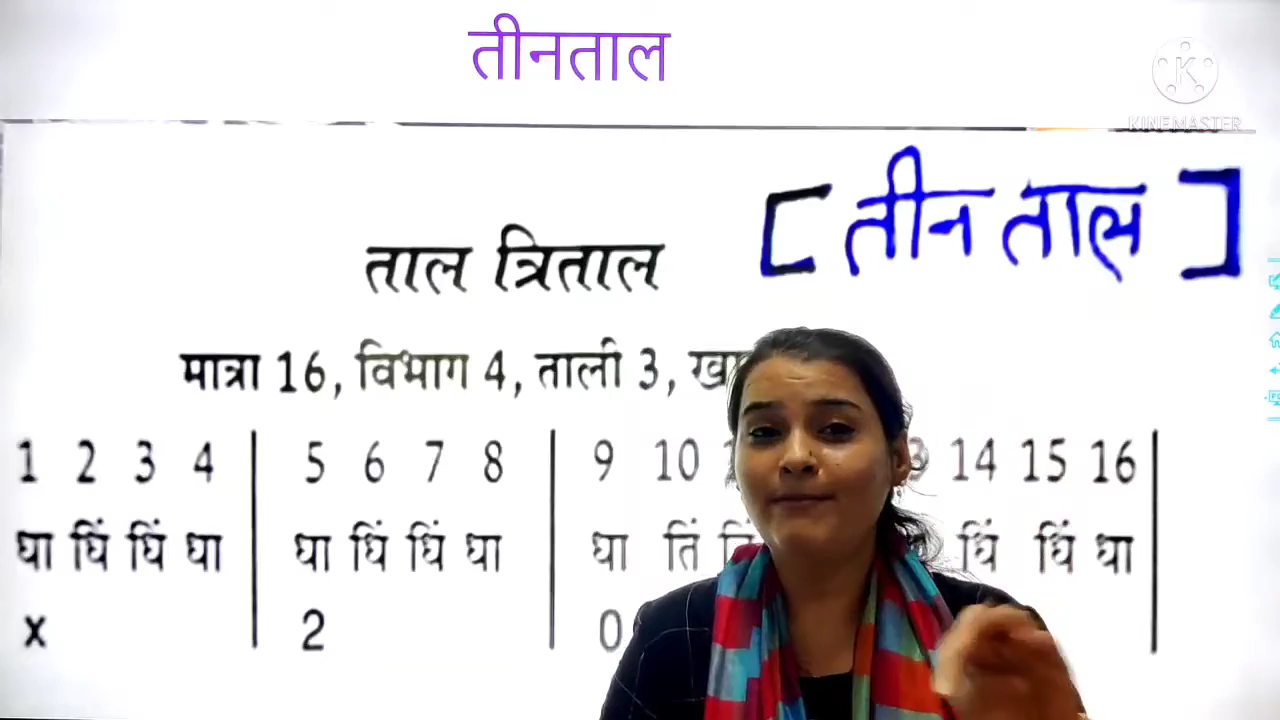 तीनताल
KINEMASTER
[ तीन ताल ]
ताल त्रिताल
मात्रा 16, विभाग 4, ताली 3,
1 2 3 4 5 6 7 8 9 10 14 15 16
धा धिं धिं धा धा धिं धिं धा धा तिं धिं धिं धा
x 2 0